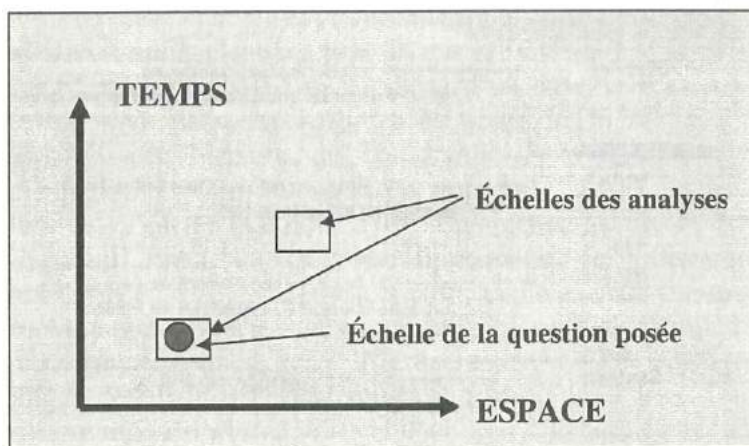 TEMPS
Échelles des analyses
Échelle de la question posée
ESPACE